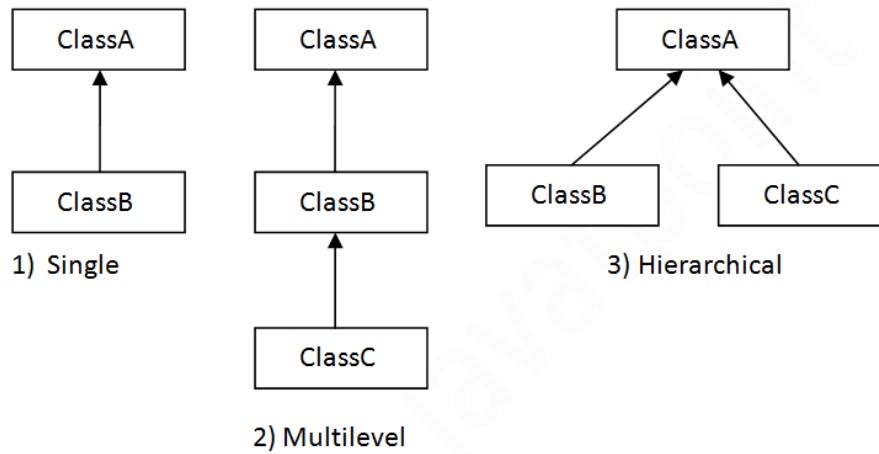 ClassA
ClassB
1) Single
ClassA
ClassB
ClassC
2) Multilevel
ClassA
ClassB
ClassC
3) Hierarchical